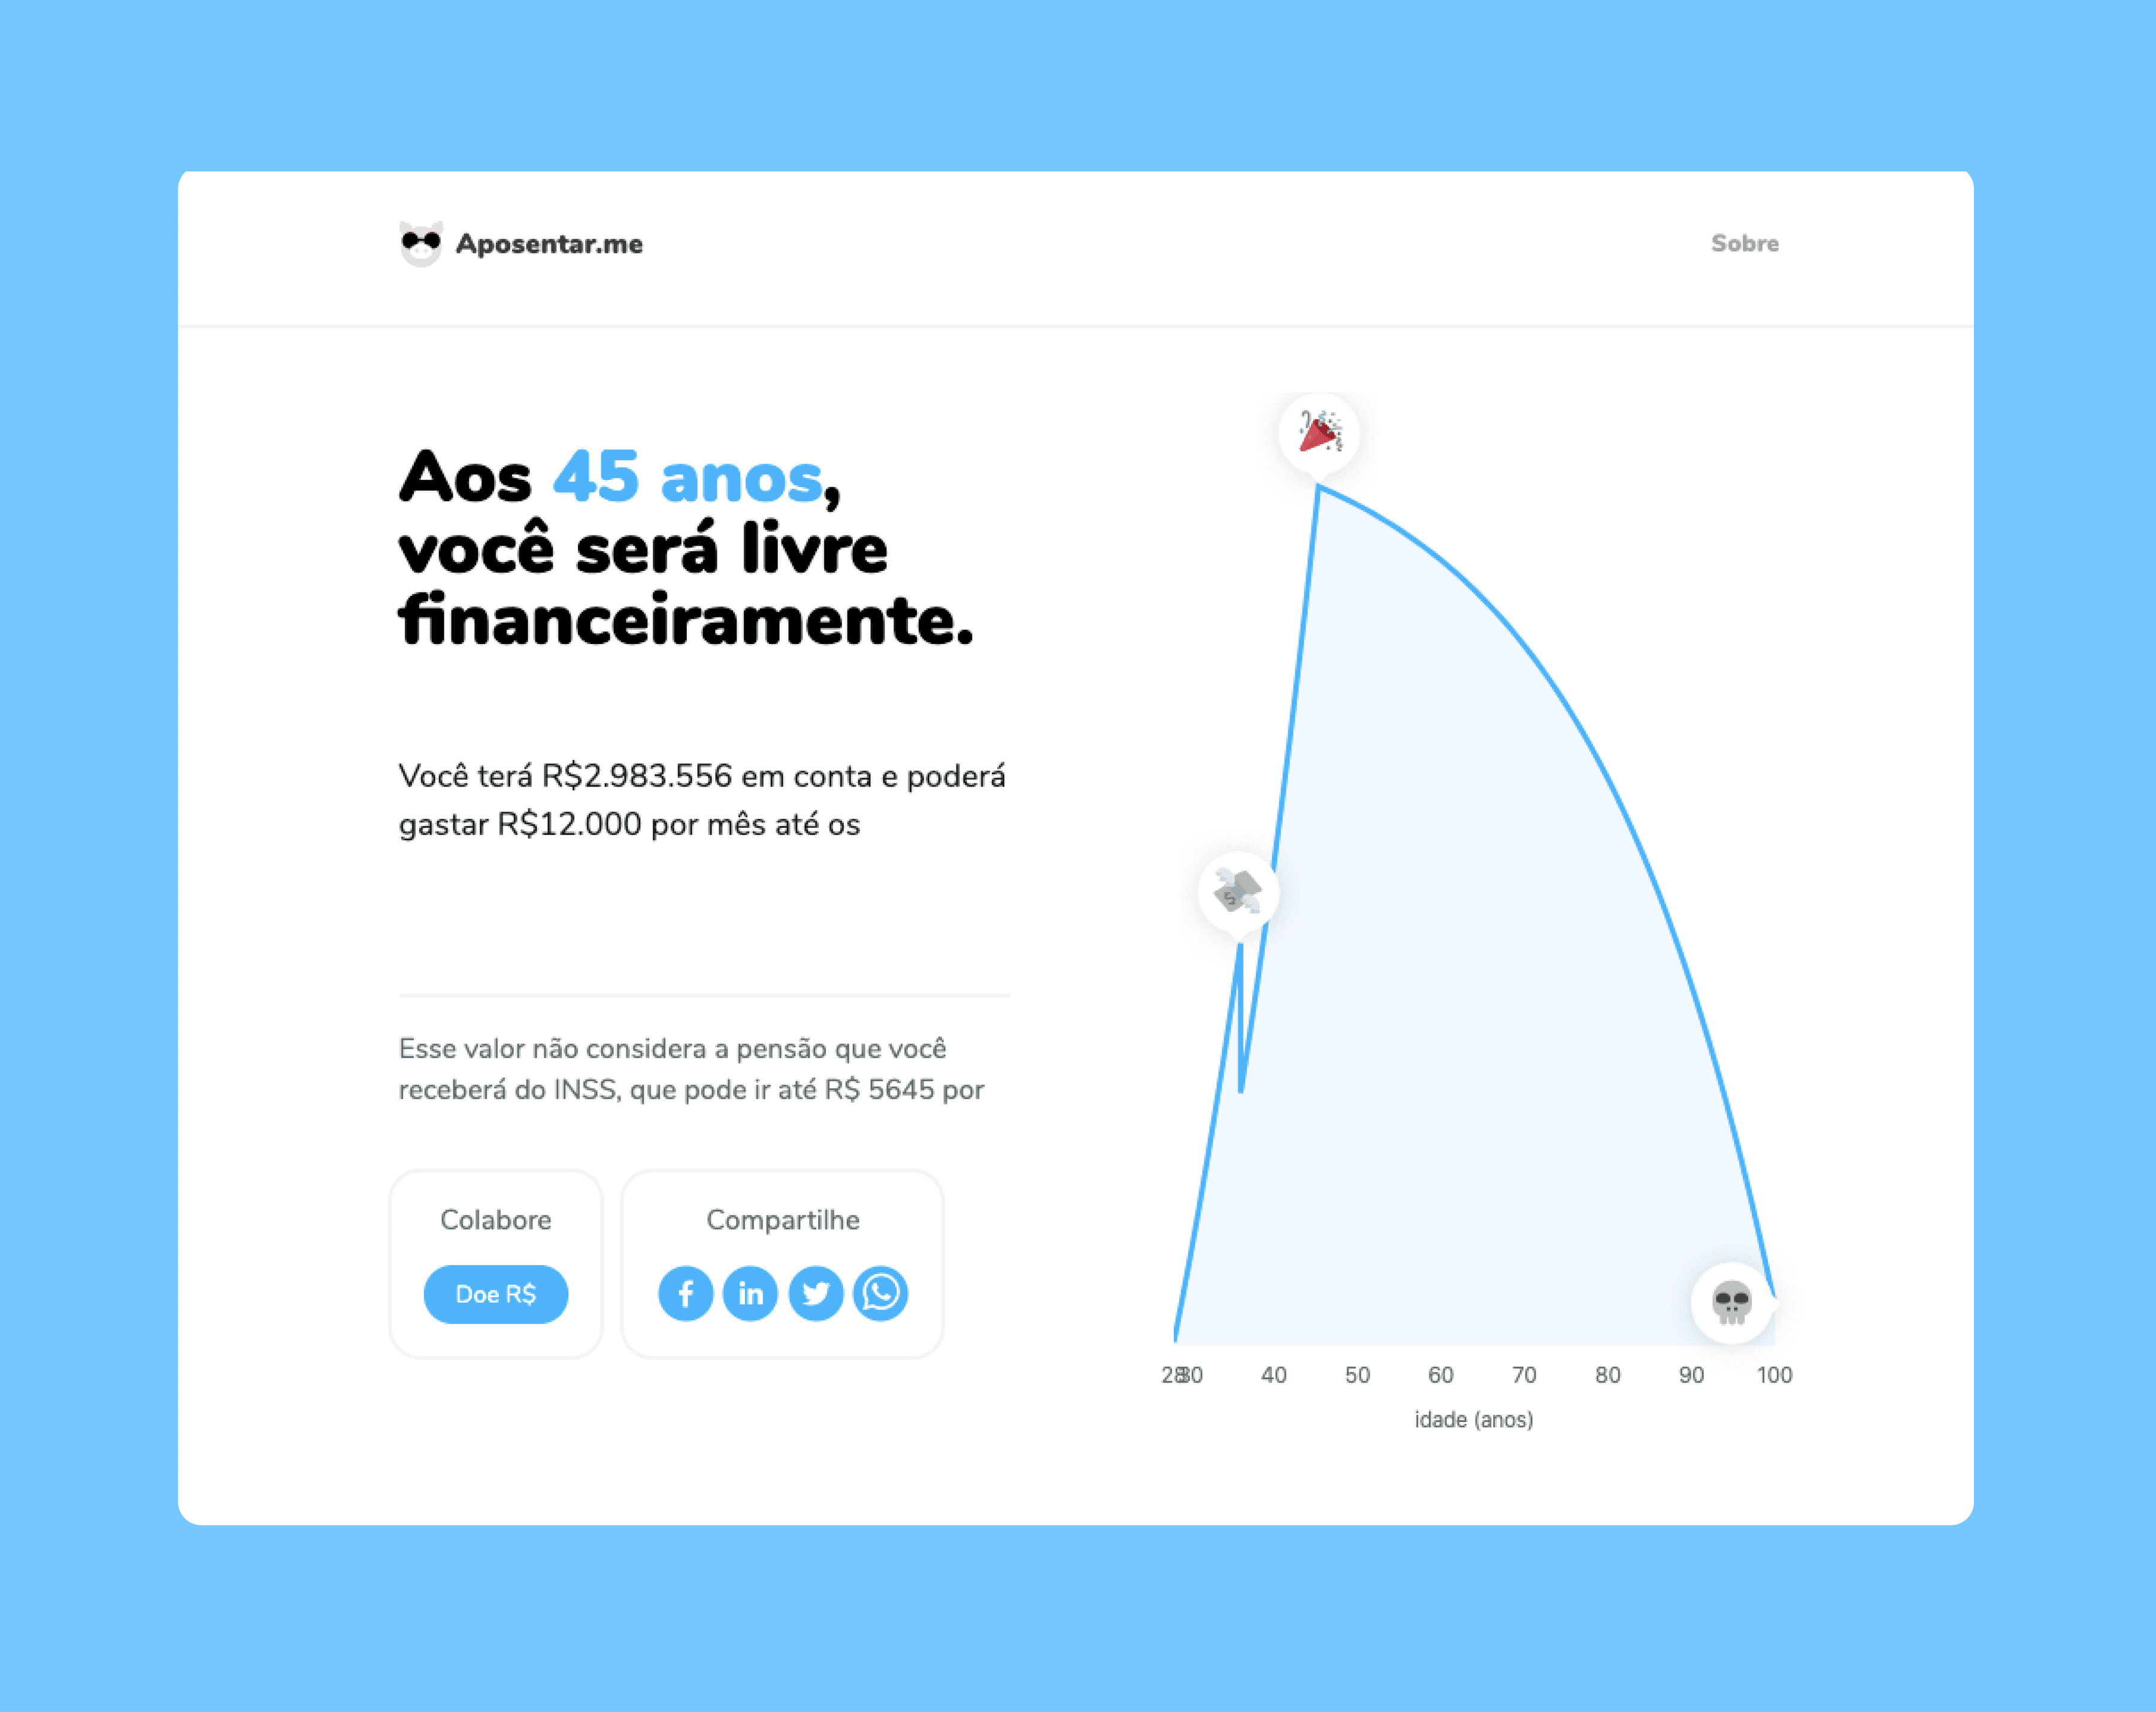 Aposentar.me
Sobre
Aos 45 anos,
você será livre
financeiramente.
Você terá R$2.983.556 em conta e poderá
gastar R$12.000 por mês até os
Esse valor não considera a pensão que você
receberá do INSS, que pode ir até R$ 5645 por
Colabore
Compartilhe
Doe R$
28 30 40 50 60 70 80 90 100
idade (anos)